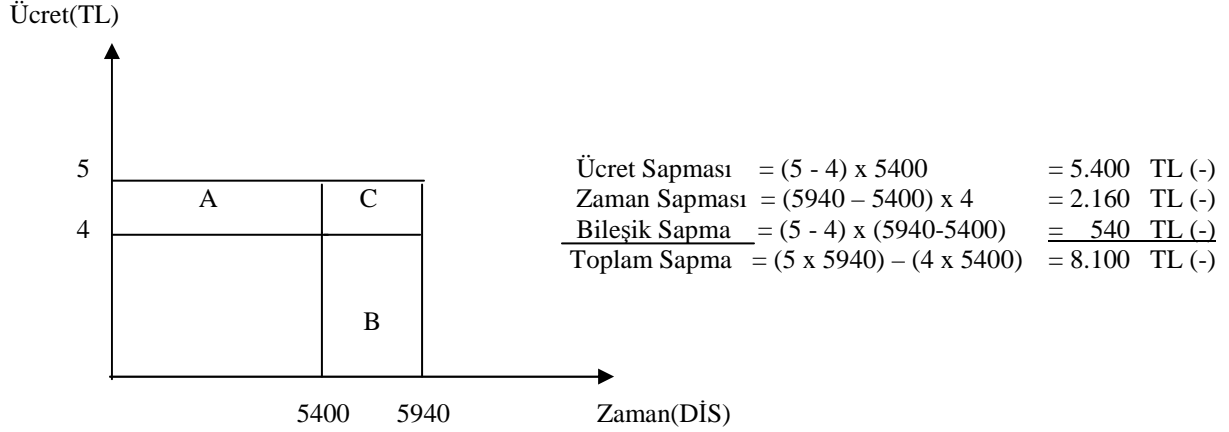 Ücret(TL)
5
4
A
C
B
5400 5940 Zaman(DİS)
Ücret Sapması = (5 - 4) x 5400 = 5.400 TL (-)
Zaman Sapması = (5940 – 5400) x 4 = 2.160 TL (-)
Bileşik Sapma = (5 - 4) x (5940-5400) = 540 TL (-)
Toplam Sapma = (5 x 5940) – (4 x 5400) = 8.100 TL (-)